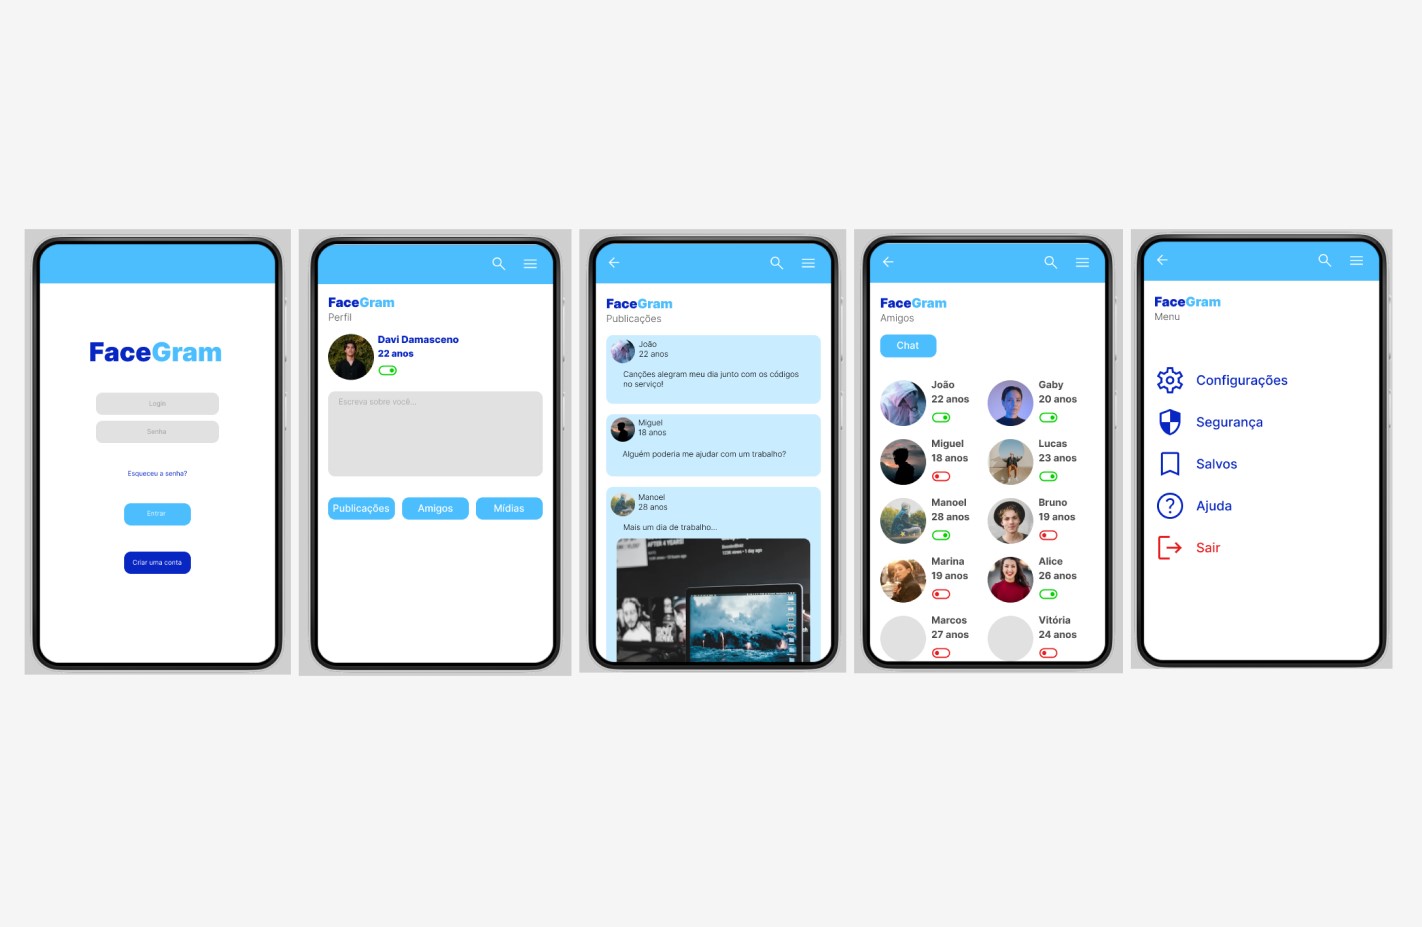 FaceGram
Login
Senha
Esqueceu a senha?
Entrar
Criar uma conta
FaceGram
Perfil
Davi Damasceno
22 anos
Escreva sobre você...
Publicações
Amigos
Mídias
FaceGram
Publicações
João
22 anos
Canções alegram meu dia junto com os códigos
no serviço!
Miguel
18 anos
Alguém poderia me ajudar com um trabalho?
Manoel
28 anos
Mais um dia de trabalho...
FaceGram
Amigos
Chat
João
22 anos
Gaby
20 anos
Miguel
18 anos
Lucas
23 anos
Manoel
28 anos
Bruno
19 anos
Marina
19 anos
Alice
26 anos
Marcos
27 anos
Vitória
24 anos
FaceGram
Menu
Configurações
Segurança
Salvos
Ajuda
Sair